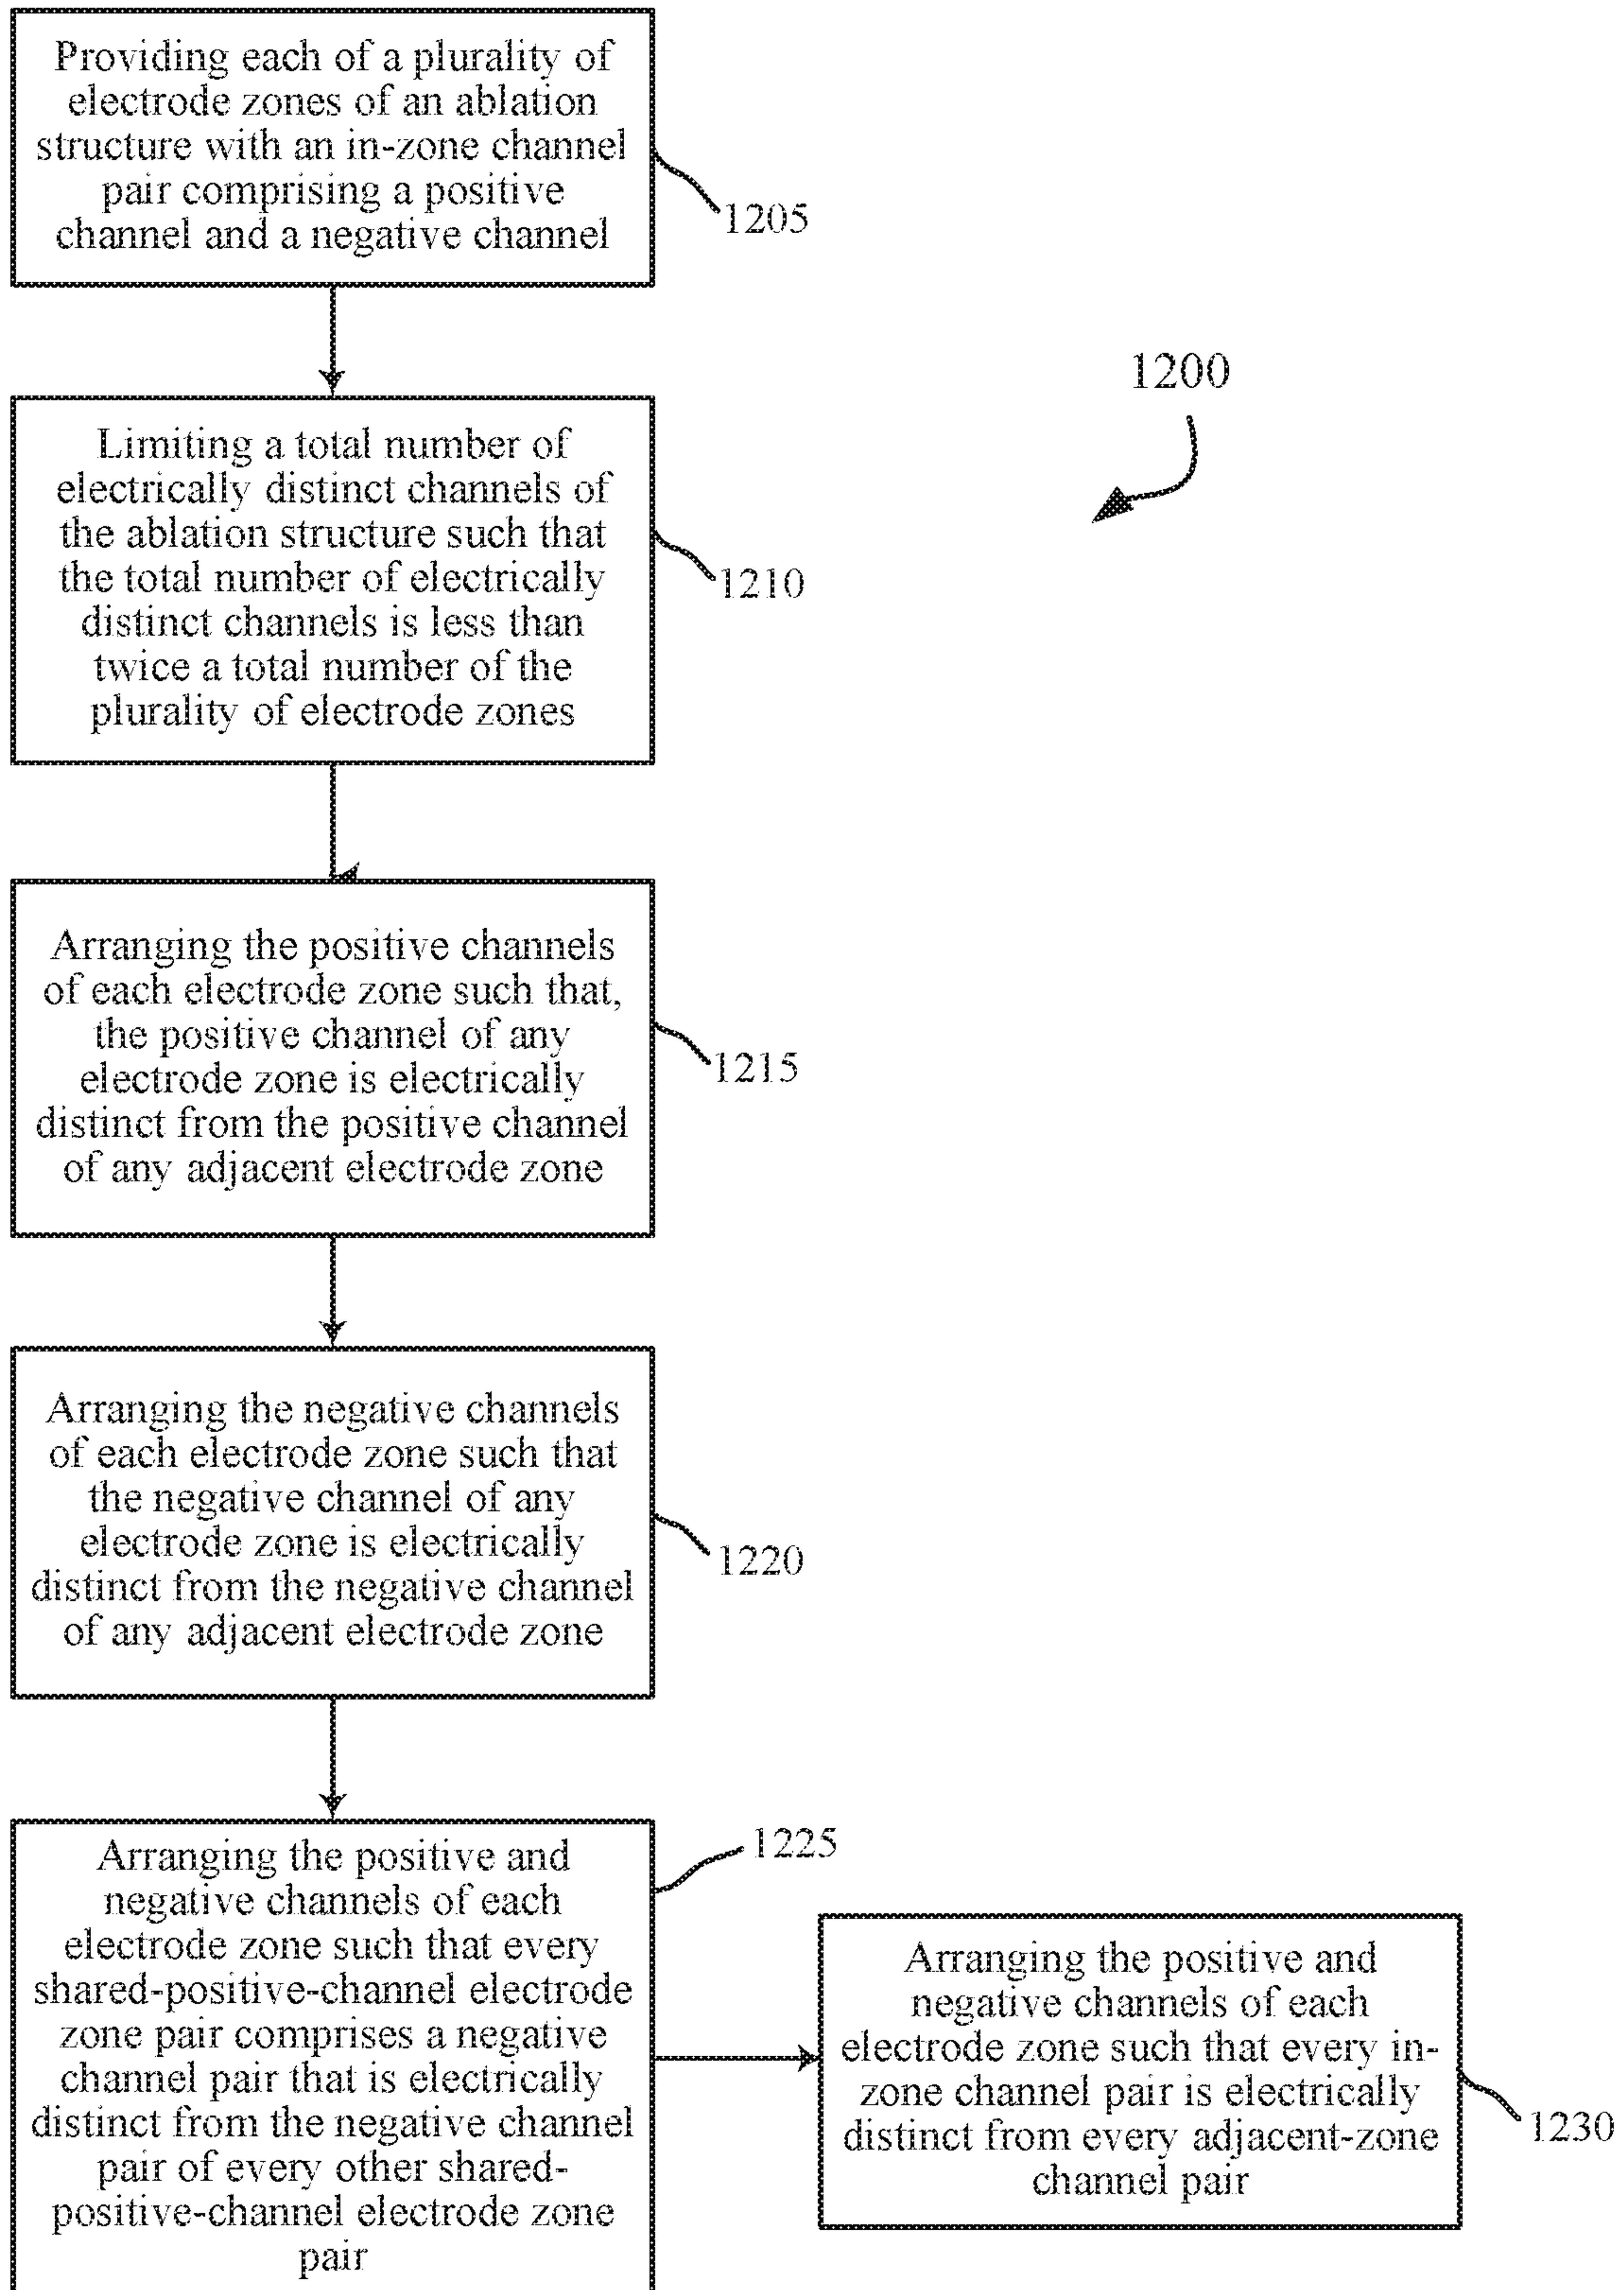 Providing each of a plurality of
electrode zones of an ablation
structure with an in-zone channel
pair comprising a positive
channel and a negative channel
1205
1200
Limiting a total number of
electrically distinct channels of
the ablation structure such that
the total number of electrically
distinct channels is less than
twice a total number of the
plurality of electrode zones
1210
Arranging the positive channels
of each electrode zone such that,
the positive channel of any
electrode zone is electrically
distinct from the positive channel
of any adjacent electrode zone
1215
Arranging the negative channels
of each electrode zone such that
the negative channel of any
electrode zone is electrically
distinct from the negative channel
of any adjacent electrode zone
1220
Arranging the positive and
negative channels of each
electrode zone such that every
shared-positive-channel electrode
zone pair comprises a negative
channel pair that is electrically
distinct from the negative channel
pair of every other shared-
positive-channel electrode zone
pair
1225
Arranging the positive and
negative channels of each
electrode zone such that every in-
zone channel pair is electrically
distinct from every adjacent-zone
channel pair
1230